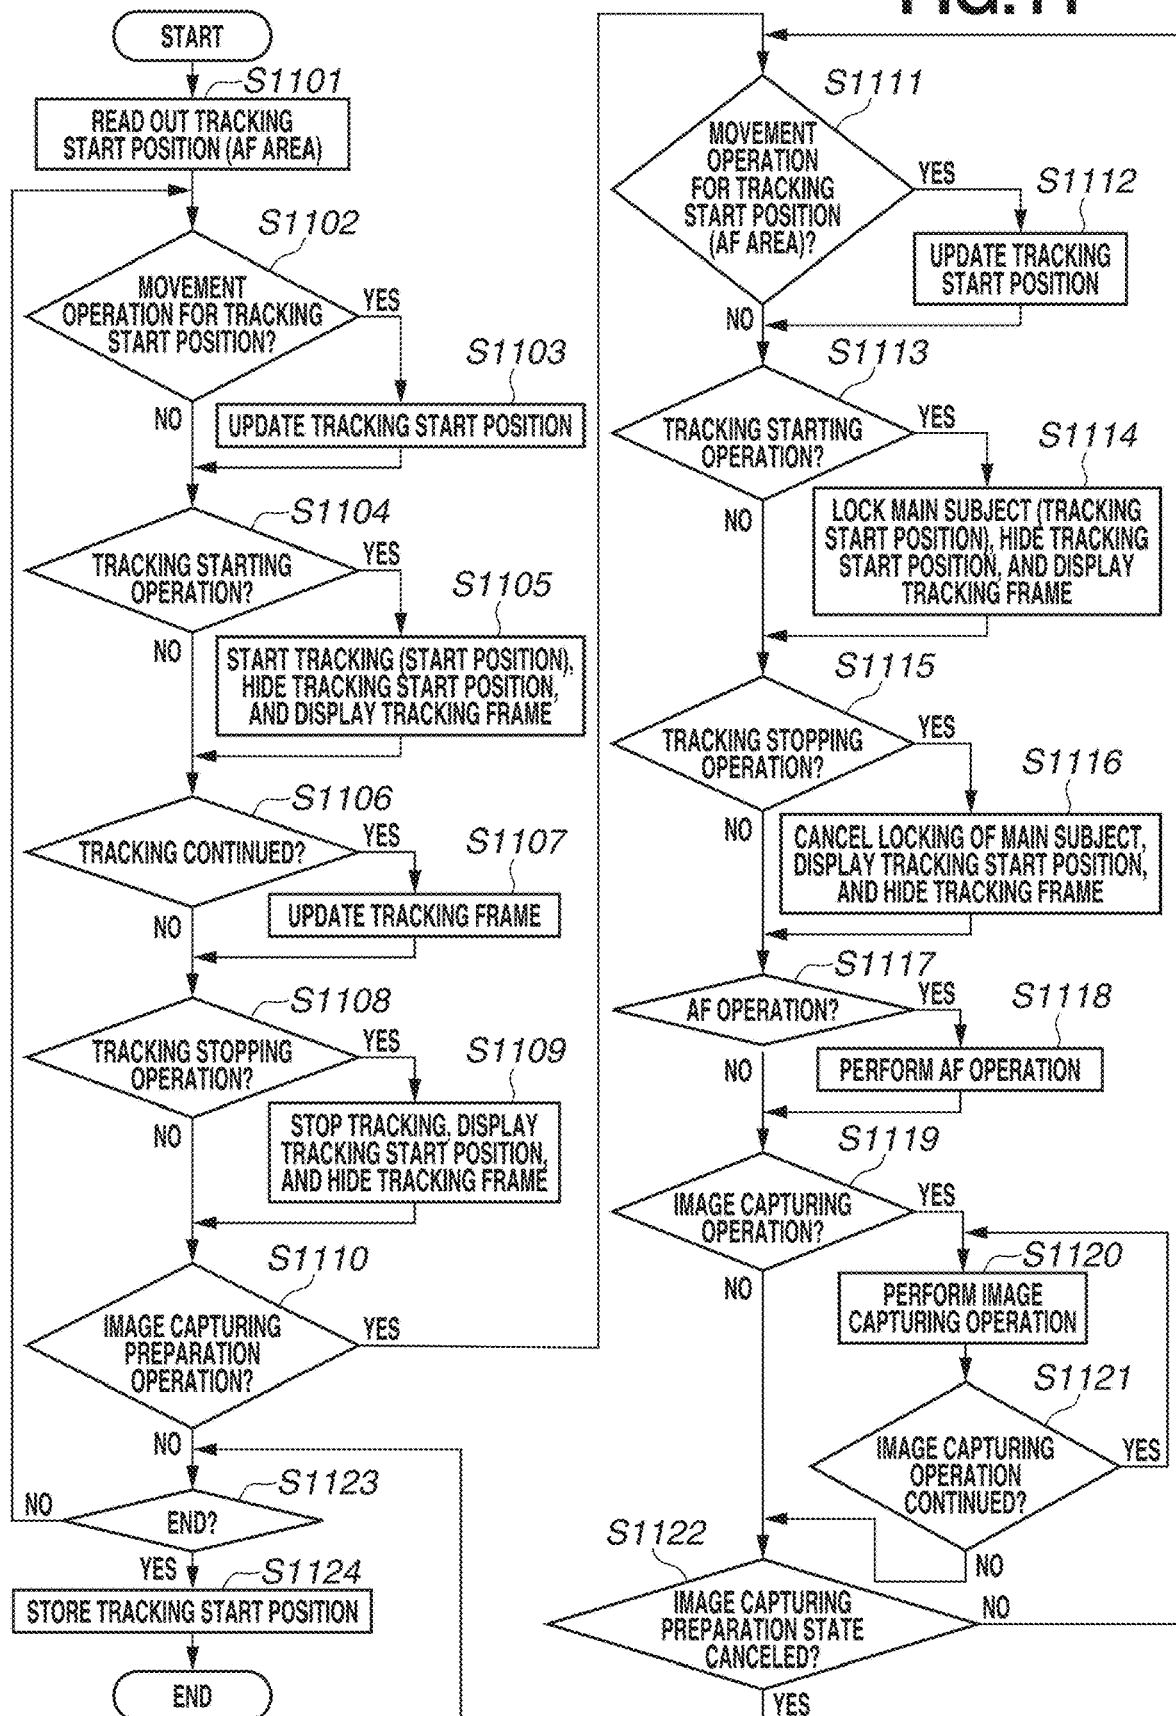 FIG.11
START
S1101
READ OUT TRACKING
START POSITION (AF AREA)
S1102
MOVEMENT
OPERATION FOR TRACKING
START POSITION?
YES
NO
S1103
UPDATE TRACKING START POSITION
S1104
TRACKING STARTING
OPERATION?
YES
NO
S1105
START TRACKING (START POSITION),
HIDE TRACKING START POSITION,
AND DISPLAY TRACKING FRAME
S1106
TRACKING CONTINUED?
YES
NO
S1107
UPDATE TRACKING FRAME
S1108
TRACKING STOPPING
OPERATION?
YES
NO
S1109
STOP TRACKING, DISPLAY
TRACKING START POSITION,
AND HIDE TRACKING FRAME
S1110
IMAGE CAPTURING
PREPARATION
OPERATION?
YES
NO
S1123
END?
NO
YES
S1124
STORE TRACKING START POSITION
END
S1111
MOVEMENT
OPERATION
FOR TRACKING
START POSITION
(AF AREA)?
YES
NO
S1112
UPDATE TRACKING
START POSITION
S1113
TRACKING STARTING
OPERATION?
YES
NO
S1114
LOCK MAIN SUBJECT (TRACKING
START POSITION), HIDE TRACKING
START POSITION, AND DISPLAY
TRACKING FRAME
S1115
TRACKING STOPPING
OPERATION?
YES
NO
S1116
CANCEL LOCKING OF MAIN SUBJECT,
DISPLAY TRACKING START POSITION,
AND HIDE TRACKING FRAME
S1117
AF OPERATION?
YES
NO
S1118
PERFORM AF OPERATION
S1119
IMAGE CAPTURING
OPERATION?
YES
NO
S1120
PERFORM IMAGE
CAPTURING OPERATION
S1121
IMAGE CAPTURING
OPERATION
CONTINUED?
YES
NO
S1122
IMAGE CAPTURING
PREPARATION STATE
CANCELED?
NO
YES